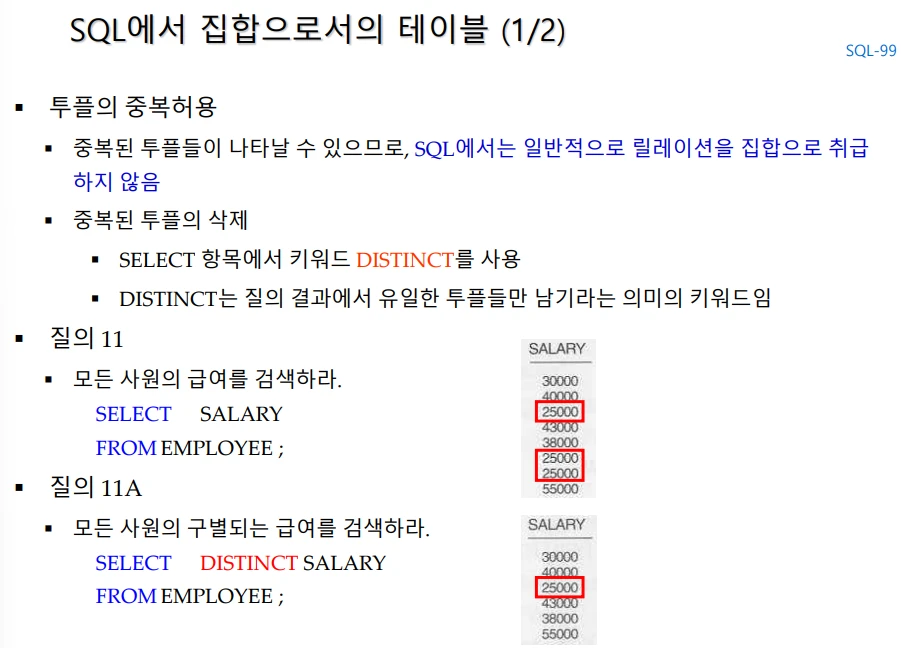 SQL에서 집합으로서의 테이블 (1/2)
SQL-99
▪ 투플의 중복허용
▪ 중복된 투플들이 나타날 수 있으므로, SQL에서는 일반적으로 릴레이션을 집합으로 취급
하지 않음
▪ 중복된 투플의 삭제
▪ SELECT 항목에서 키워드 DISTINCT를 사용
▪ DISTINCT는 질의 결과에서 유일한 투플들만 남기라는 의미의 키워드임
▪ 질의 11
▪ 모든 사원의 급여를 검색하라.
SELECT SALARY
FROM EMPLOYEE ;
SALARY
30000
40000
25000
43000
38000
25000
25000
55000
▪ 질의 11A
▪ 모든 사원의 구별되는 급여를 검색하라.
SELECT DISTINCT SALARY
FROM EMPLOYEE ;
SALARY
30000
40000
25000
43000
38000
55000